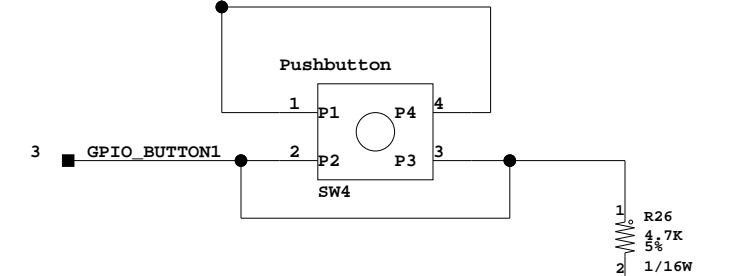 Pushbutton
1 P1 P4 4
3 GPIO_BUTTON1 2 P2 P3 3
SW4
1 R26
4.7K
5%
2 1/16W